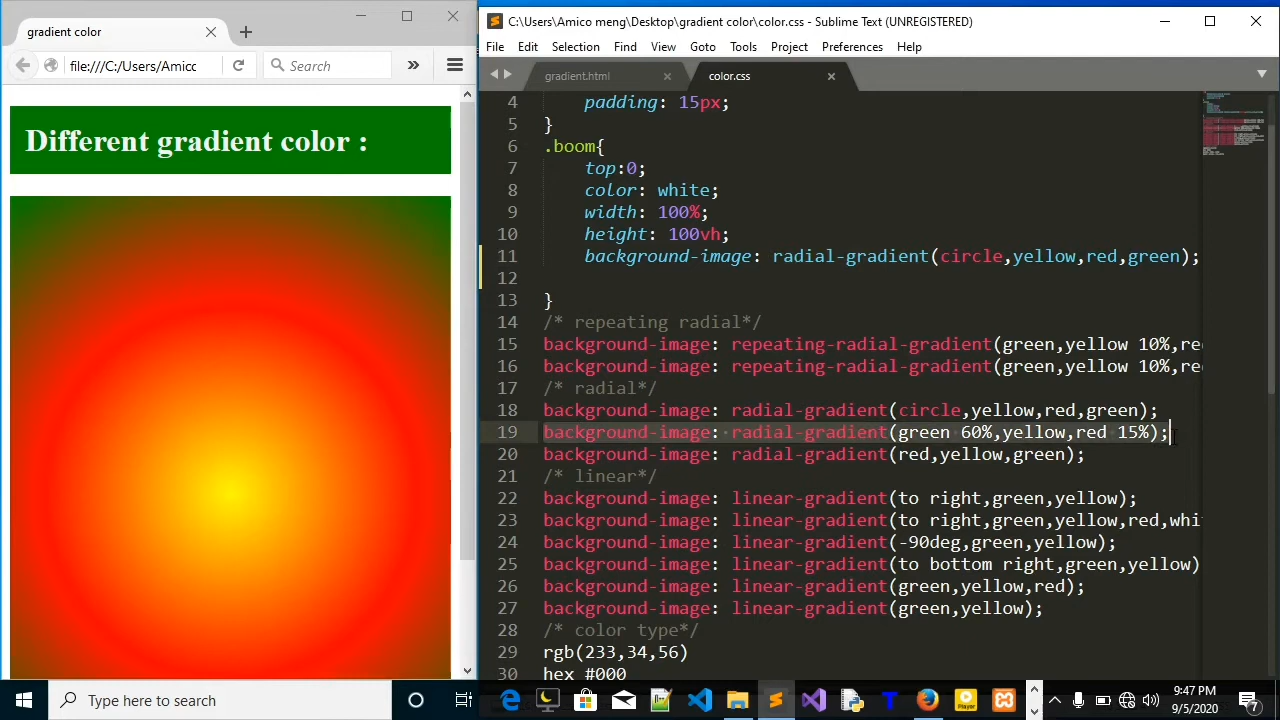 gradient color
file:///C:/Users/Amicc
Search
Different gradient color :
C:\Users\Amico meng\Desktop\gradient color\color.css - Sublime Text (UNREGISTERED)
File Edit Selection Find View Goto Tools Project Preferences Help
gradient.html
color.css
4 padding: 15px;
5 }
6 .boom{
7 top:0;
8 color: white;
9 width: 100%;
10 height: 100vh;
11 background-image: radial-gradient(circle,yellow,red,green);
12
13 }
14 /* repeating radial*/
15 background-image: repeating-radial-gradient(green,yellow 10%,red
16 background-image: repeating-radial-gradient(green,yellow 10%,red
17 /* radial*/
18 background-image: radial-gradient(circle,yellow,red,green);
19 background-image: radial-gradient(green 60%,yellow,red 15%);
20 background-image: radial-gradient(red,yellow,green);
21 /* linear*/
22 background-image: linear-gradient(to right,green,yellow);
23 background-image: linear-gradient(to right,green,yellow,red,whi
24 background-image: linear-gradient(-90deg,green,yellow);
25 background-image: linear-gradient(to bottom right,green,yellow)
26 background-image: linear-gradient(green,yellow,red);
27 background-image: linear-gradient(green,yellow);
28 /* color type*/
29 rgb(233,34,56)
30 hex #000
Type here to search
Player
9:47 PM
9/5/2020
7